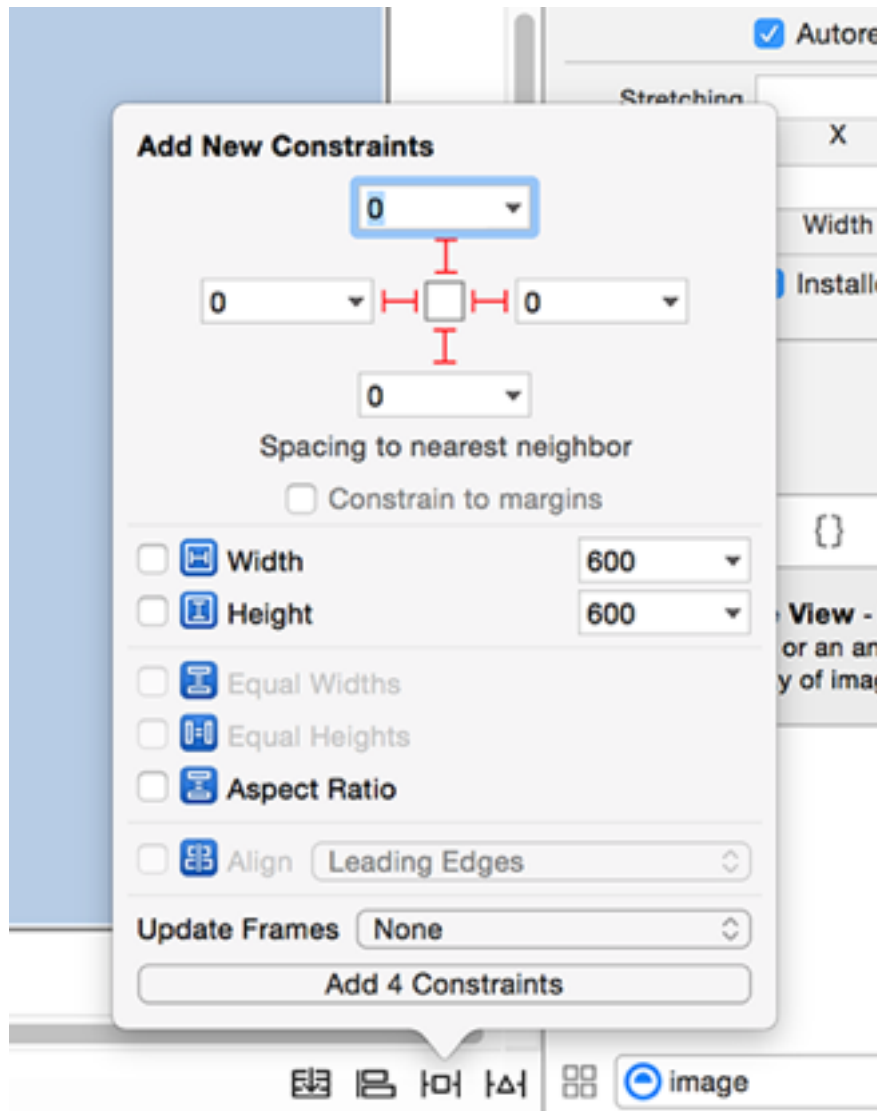 Autore
Stretching
X
Width
Installe
Add New Constraints
0
0
0
0
Spacing to nearest neighbor
Constrain to margins
Width 600
Height 600
Equal Widths
Equal Heights
Aspect Ratio
Align Leading Edges
Update Frames None
Add 4 Constraints
{}
View -
or an an
y of imag
image